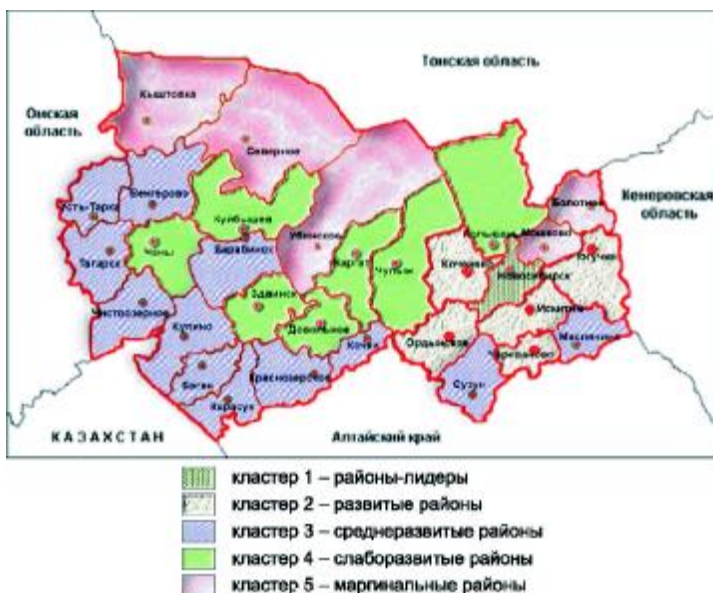 Томская область
Омская
область
Кыштовка
Северное
Кемеровская
область
Венгерово
Усть-Тарка
Болотное
Куйбышев
Убинское
Барабинск
Чаны
Татарск
Каргат
Чулым
Колывань
Мошково
Тогучин
Коченево
Новосибирск
Здвинск
Чистоозерное
Искитим
Купино
Довольное
Ордынское
Маслянино
Кочки
Черепаново
Баган
Краснозерское
Сузун
Карасук
КАЗАХСТАН
Алтайский край
кластер 1 – районы-лидеры
кластер 2 – развитые районы
кластер 3 – среднеразвитые районы
кластер 4 – слаборазвитые районы
кластер 5 – маргинальные районы